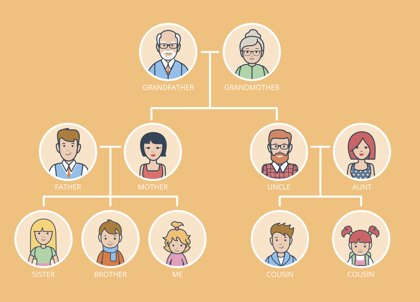 GRANDFATHER GRANDMOTHER
FATHER MOTHER UNCLE AUNT
SISTER BROTHER ME COUSIN COUSIN